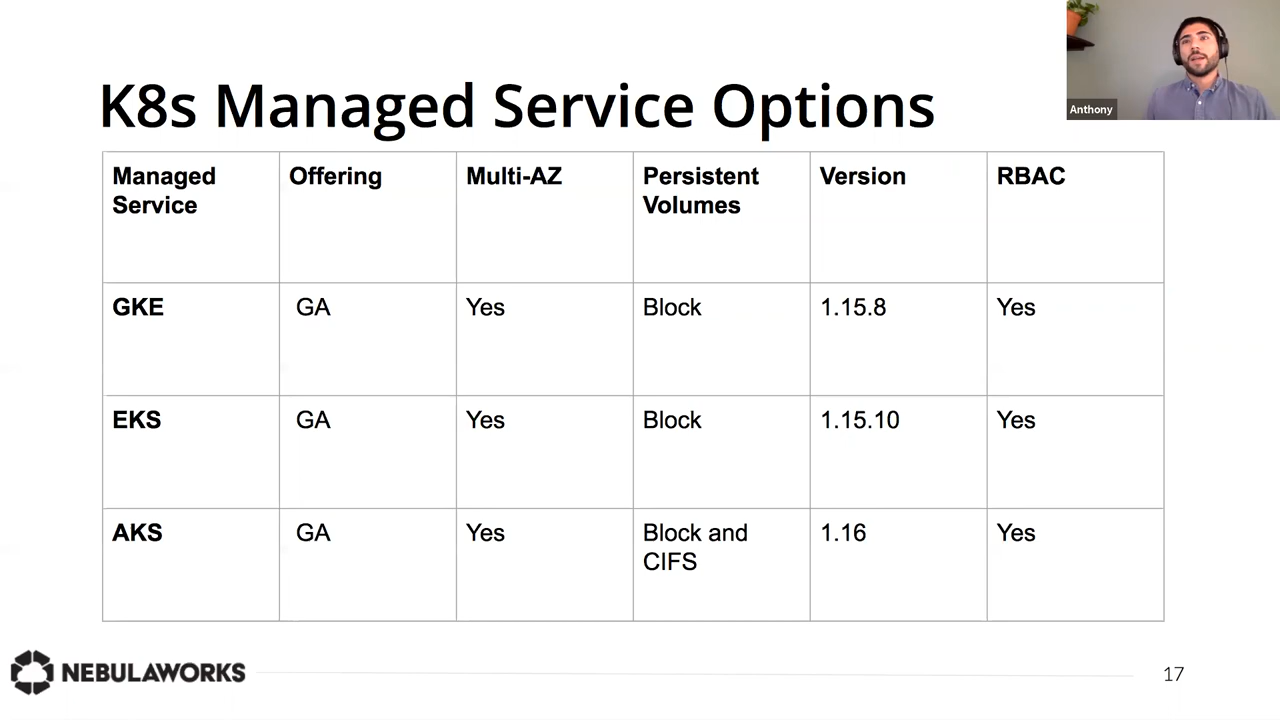 K8s Managed Service Options
Anthony
Managed
Service
Offering
Multi-AZ
Persistent
Volumes
Version
RBAC
GKE
GA
Yes
Block
1.15.8
Yes
EKS
GA
Yes
Block
1.15.10
Yes
AKS
GA
Yes
Block and
CIFS
1.16
Yes
NEBULAWORKS
17